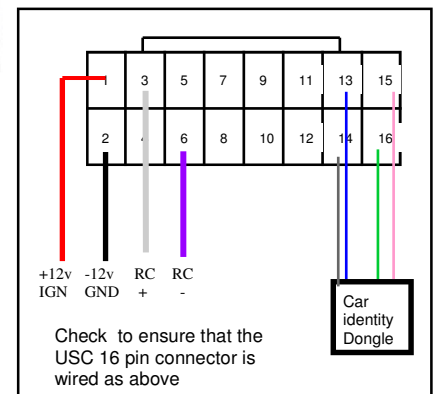 1 3 5 7 9 11 13 15
2 4 6 8 10 12 14 16
+12v -12v RC RC
IGN GND + -
Car
identity
Dongle
Check to ensure that the
USC 16 pin connector is
wired as above